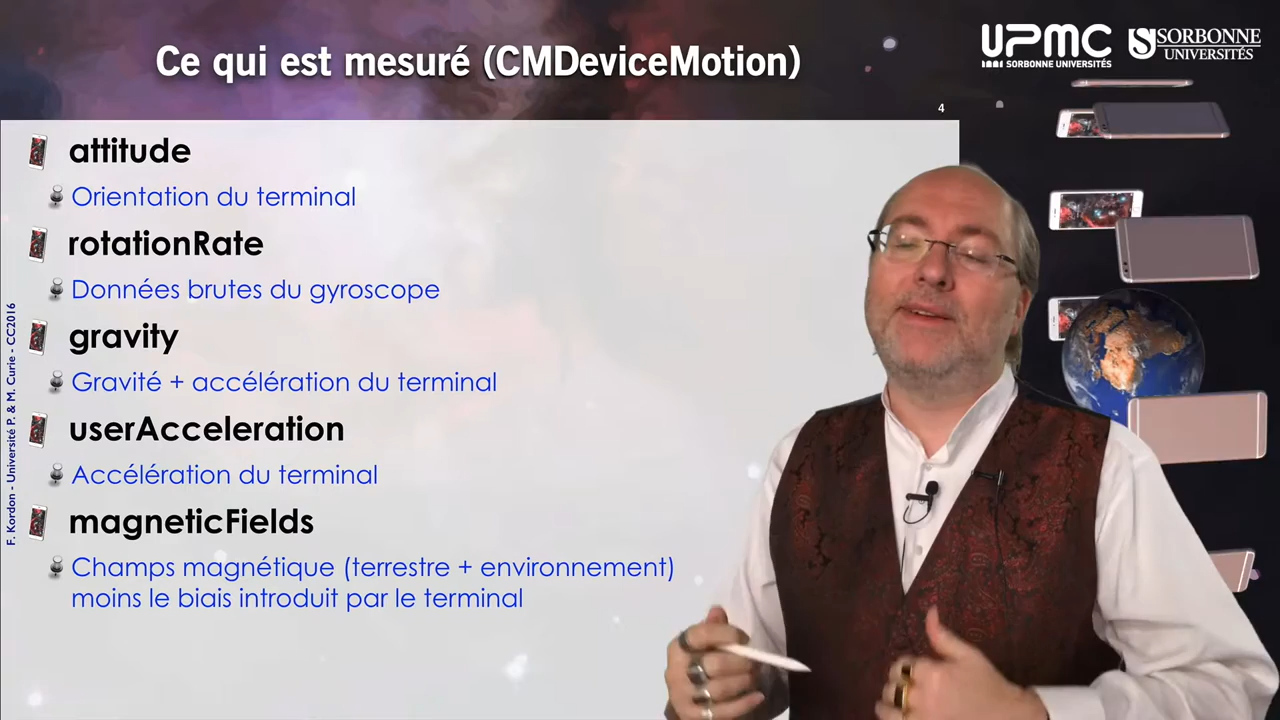 Ce qui est mesuré (CMDeviceMotion)
UPMC
SORBONNE UNIVERSITÉS
SORBONNE
UNIVERSITÉS
4
attitude
Orientation du terminal
rotationRate
Données brutes du gyroscope
gravity
Gravité + accélération du terminal
userAcceleration
Accélération du terminal
magneticFields
Champs magnétique (terrestre + environnement)
moins le biais introduit par le terminal
F. Kordon - Université P. & M. Curie - CC2016